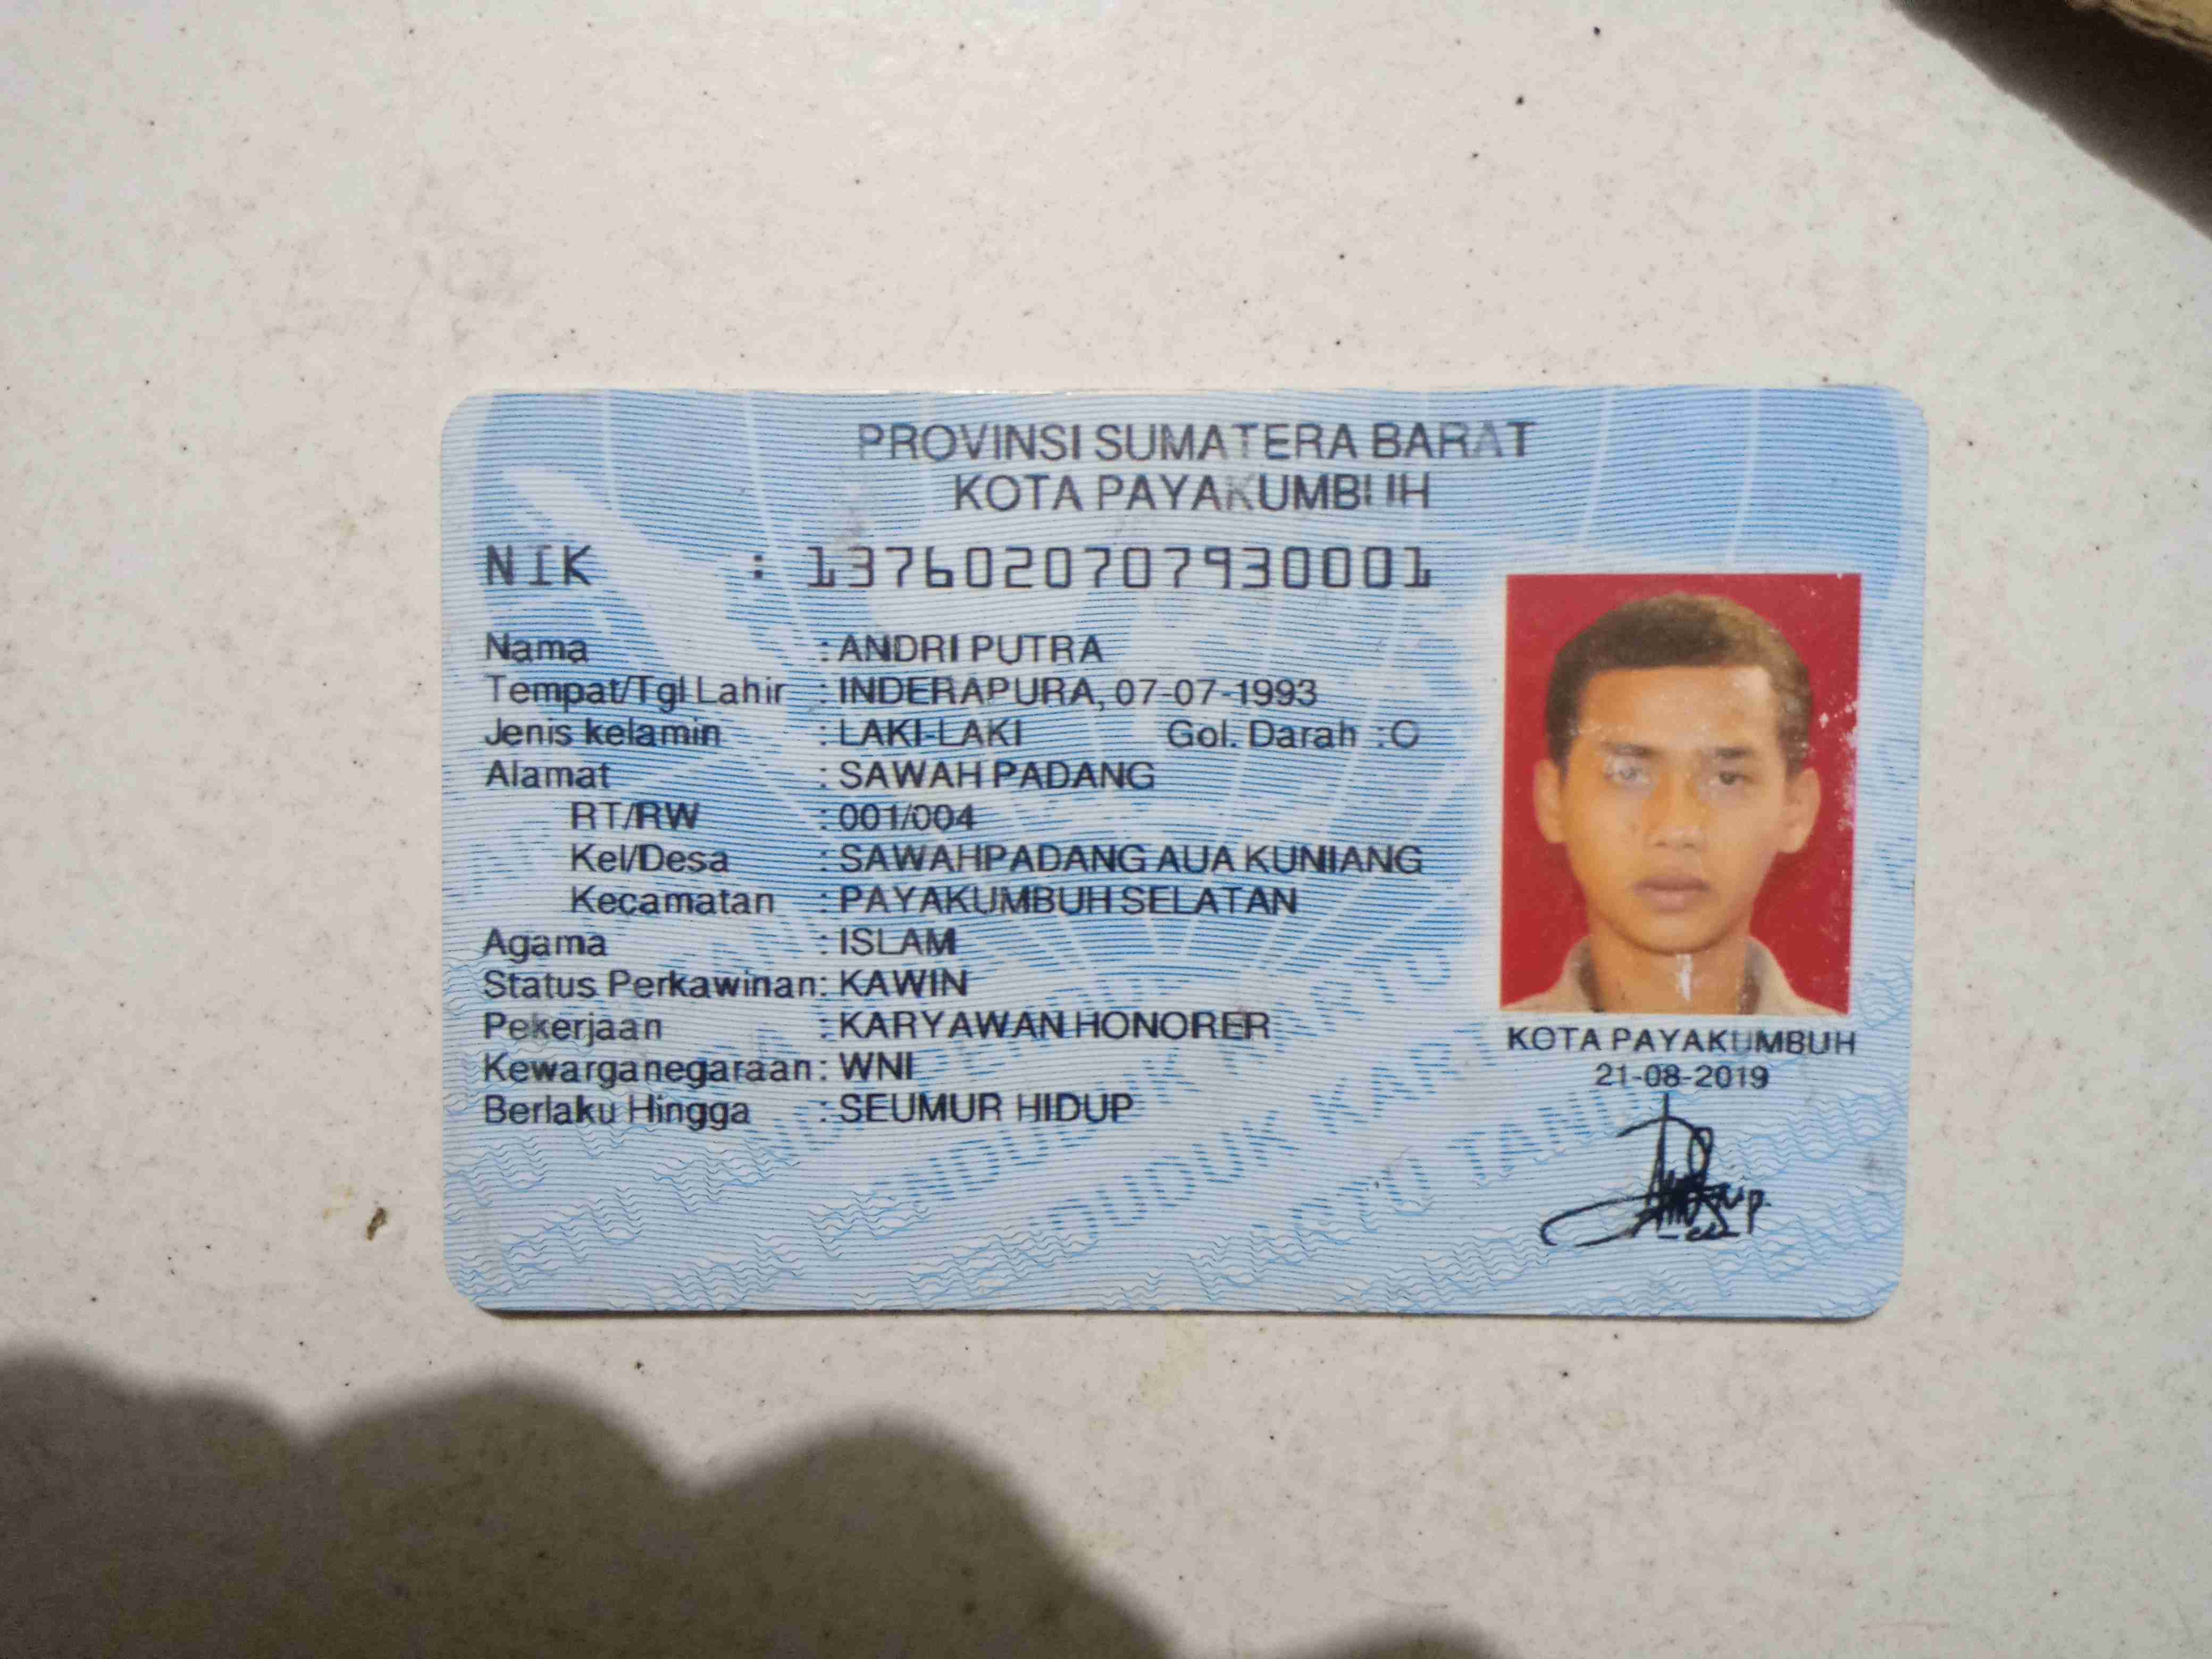 PROVINSI SUMATERA BARAT
KOTA PAYAKUMBUH
NIK : 1376020707930001
Nama : ANDRI PUTRA
Tempat/Tgl Lahir : INDERAPURA, 07-07-1993
Jenis kelamin : LAKI-LAKI Gol. Darah : O
Alamat : SAWAH PADANG
RT/RW : 001/004
Kel/Desa : SAWAHPADANG AUA KUNIANG
Kecamatan : PAYAKUMBUH SELATAN
Agama : ISLAM
Status Perkawinan : KAWIN
Pekerjaan : KARYAWAN HONORER
Kewarganegaraan : WNI
Berlaku Hingga : SEUMUR HIDUP
KOTA PAYAKUMBUH
21-08-2019